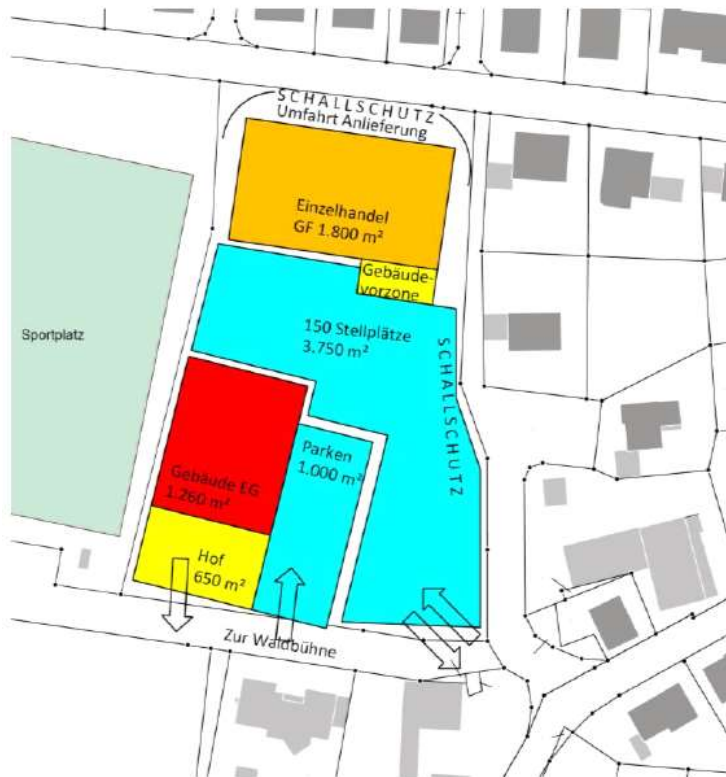 SCHALLSCHUTZ
Umfahrt Anlieferung
Einzelhandel
GF 1.800 m²
Gebäude-
vorzone
150 Stellplätze
3.750 m²
SCHALLSCHUTZ
Sportplatz
Parken
1.000 m²
Gebäude EG
1.260 m²
Hof
650 m²
Zur Waldbühne